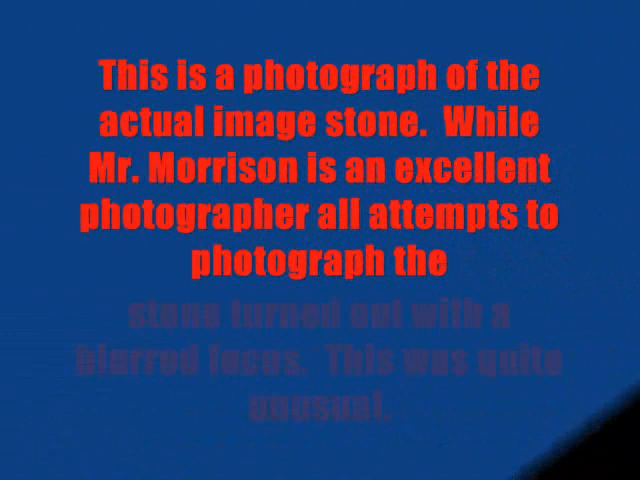 This is a photograph of the
actual image stone.  While
Mr. Morrison is an excellent
photographer all attempts to
photograph the
stone turned out with a
blurred focus.  This was quite
unusual.